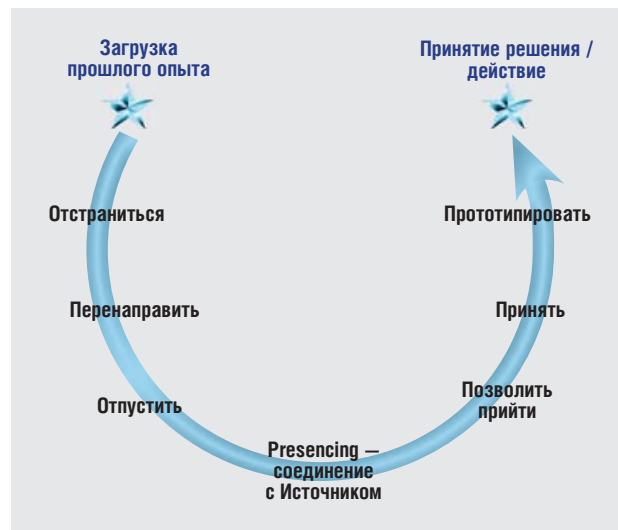 Загрузка
прошлого опыта
Принятие решения /
действие
Отстраниться
Прототипировать
Перенаправить
Принять
Отпустить
Позволить
прийти
Presencing —
соединение
с Источником